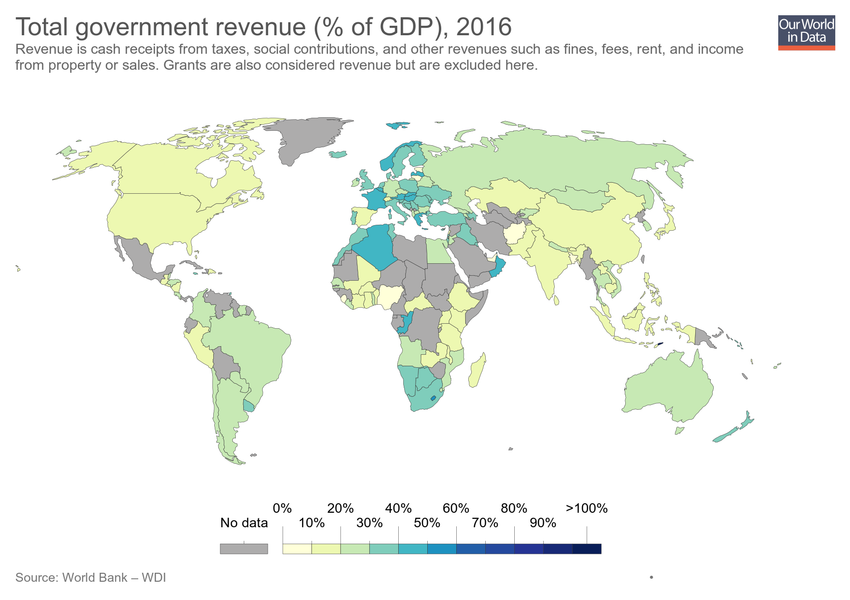 Total government revenue (% of GDP), 2016
Revenue is cash receipts from taxes, social contributions, and other revenues such as fines, fees, rent, and income
from property or sales. Grants are also considered revenue but are excluded here.
Our World
in Data
0% 20% 40% 60% 80% >100%
No data 10% 30% 50% 70% 90%
Source: World Bank – WDI